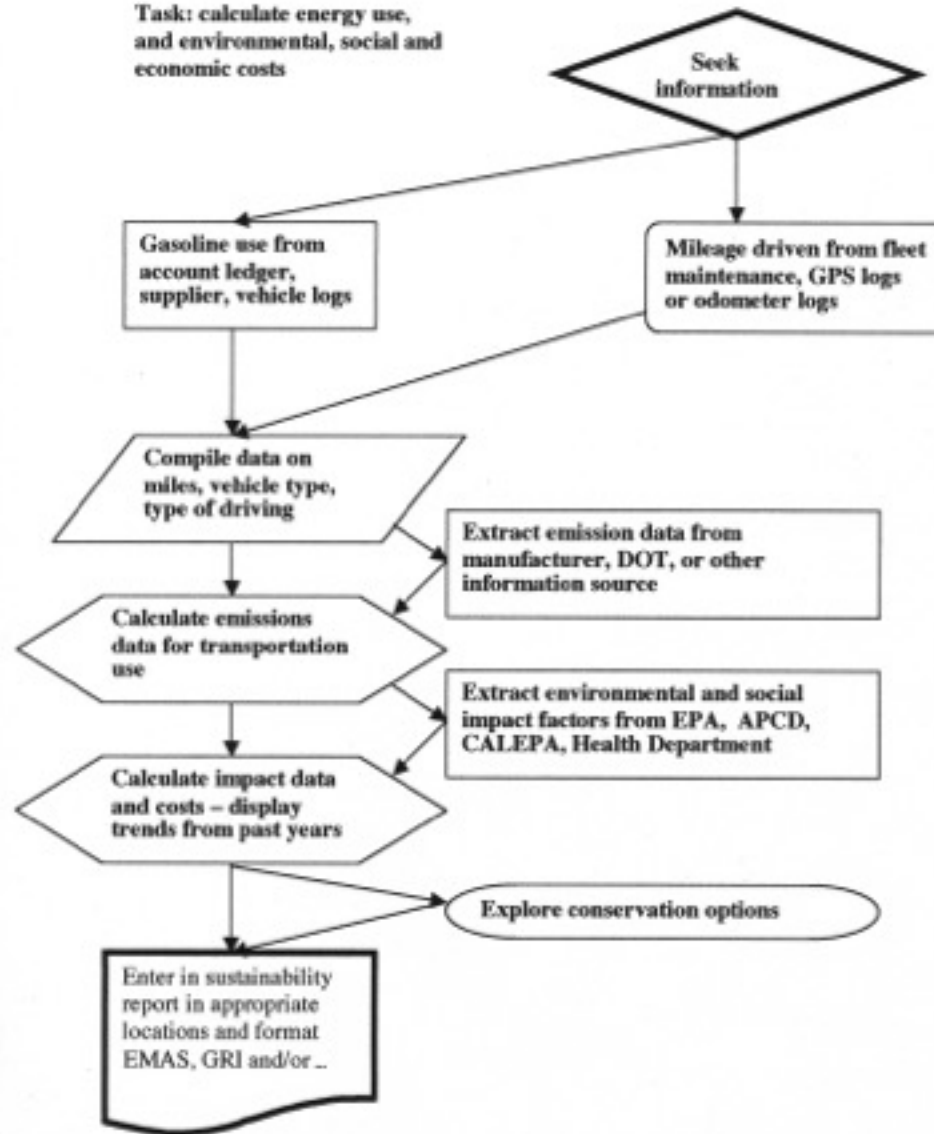 Task: calculate energy use,
and environmental, social and
economic costs
Seek
information
Gasoline use from
account ledger,
supplier, vehicle logs
Mileage driven from fleet
maintenance, GPS logs
or odometer logs
Compile data on
miles, vehicle type,
type of driving
Extract emission data from
manufacturer, DOT, or other
information source
Calculate emissions
data for transportation
use
Extract environmental and social
impact factors from EPA, APCD,
CALEPA, Health Department
Calculate impact data
and costs – display
trends from past years
Explore conservation options
Enter in sustainability
report in appropriate
locations and format
EMAS, GRI and/or ...